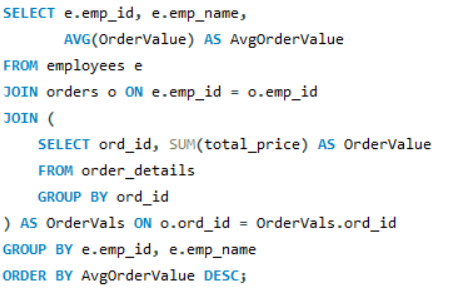 SELECT e.emp_id, e.emp_name,
AVG(OrderValue) AS AvgOrderValue
FROM employees e
JOIN orders o ON e.emp_id = o.emp_id
JOIN (
SELECT ord_id, SUM(total_price) AS OrderValue
FROM order_details
GROUP BY ord_id
) AS OrderVals ON o.ord_id = OrderVals.ord_id
GROUP BY e.emp_id, e.emp_name
ORDER BY AvgOrderValue DESC;